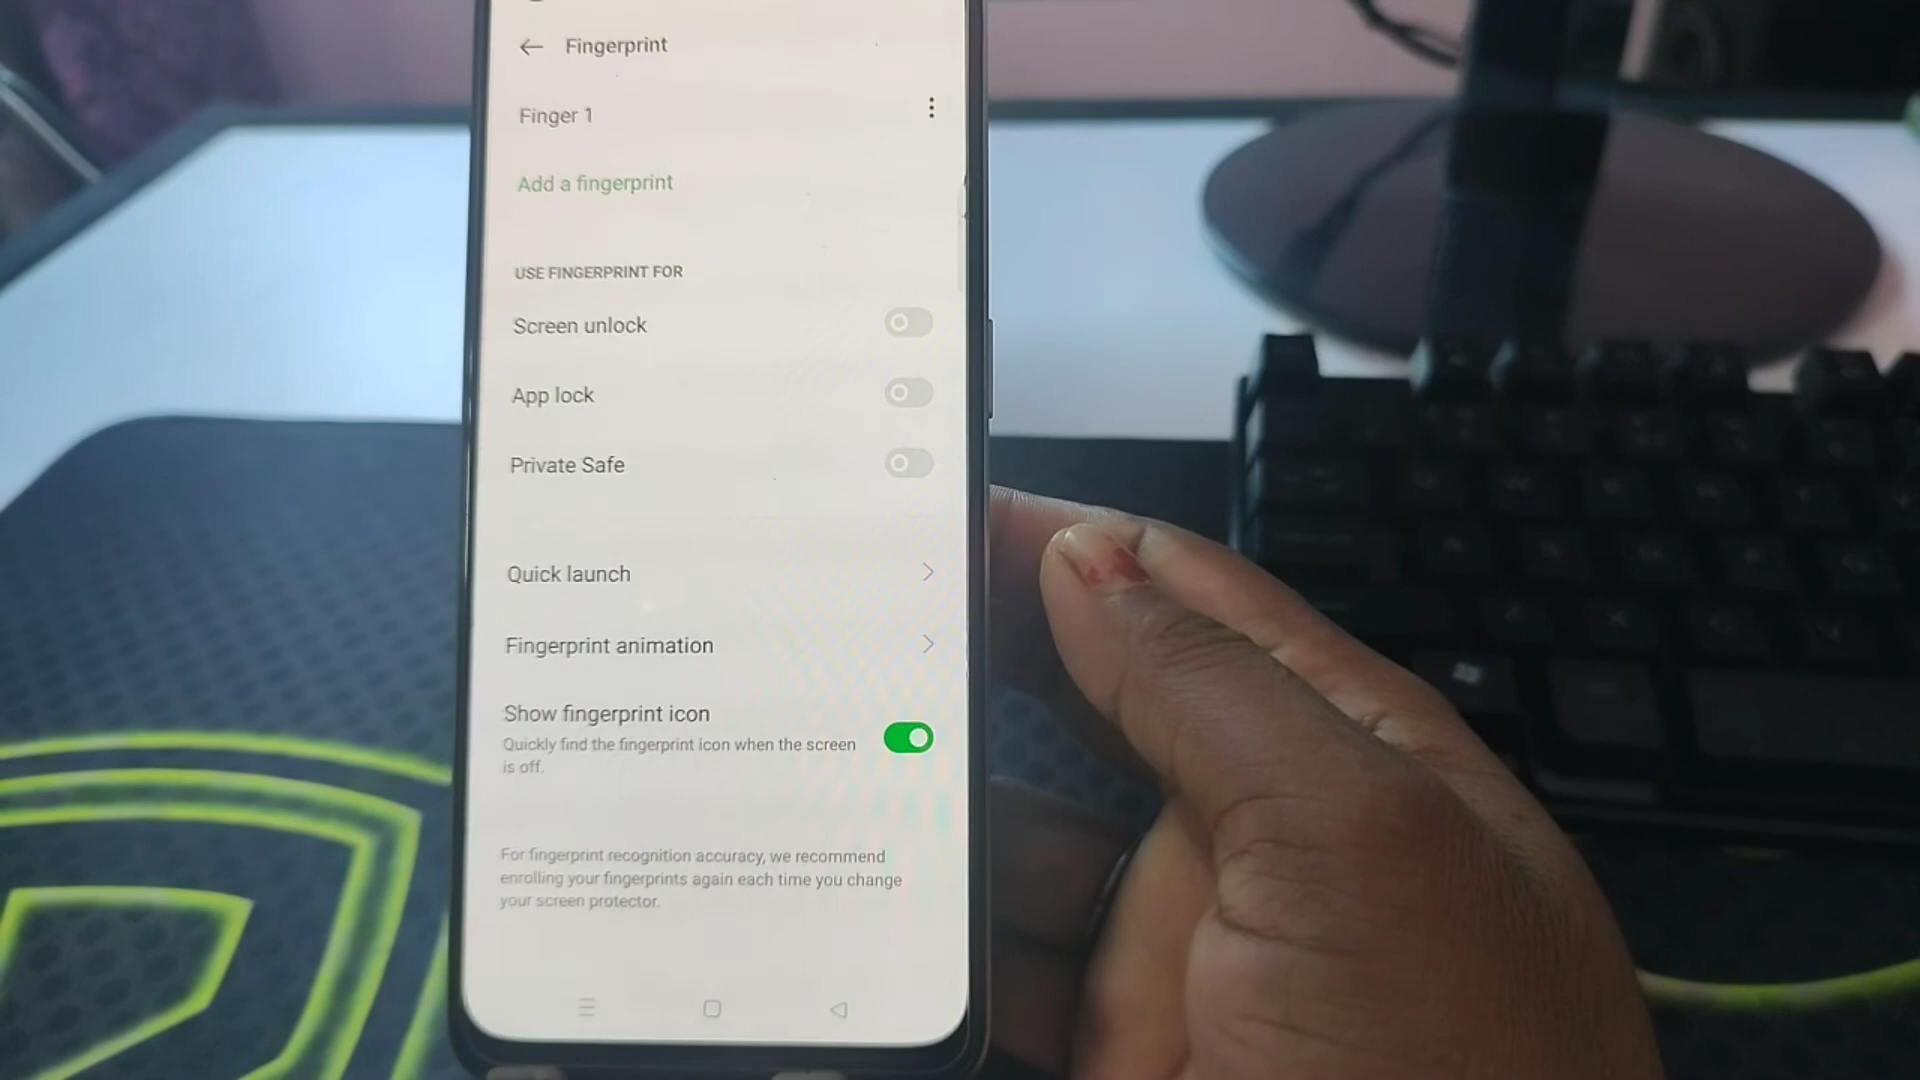 Fingerprint
Finger 1
Add a fingerprint
USE FINGERPRINT FOR
Screen unlock
App lock
Private Safe
Quick launch
Fingerprint animation
Show fingerprint icon
Quickly find the fingerprint icon when the screen
is off.
For fingerprint recognition accuracy, we recommend
enrolling your fingerprints again each time you change
your screen protector.